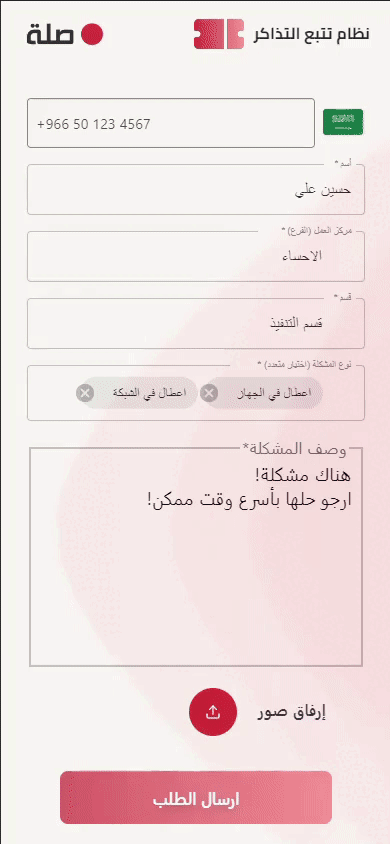 نظام تتبع التذاكر
صلة
+966 50 123 4567
أسم *
حسين علي
مركز العمل (الفرع) *
الاحساء
قسم *
قسم التنفيذ
نوع المشكلة (اختيار متعدد) *
اعطال في الجهاز
اعطال في الشبكة
وصف المشكلة*
هناك مشكلة!
ارجو حلها بأسرع وقت ممكن!
إرفاق صور
ارسال الطلب